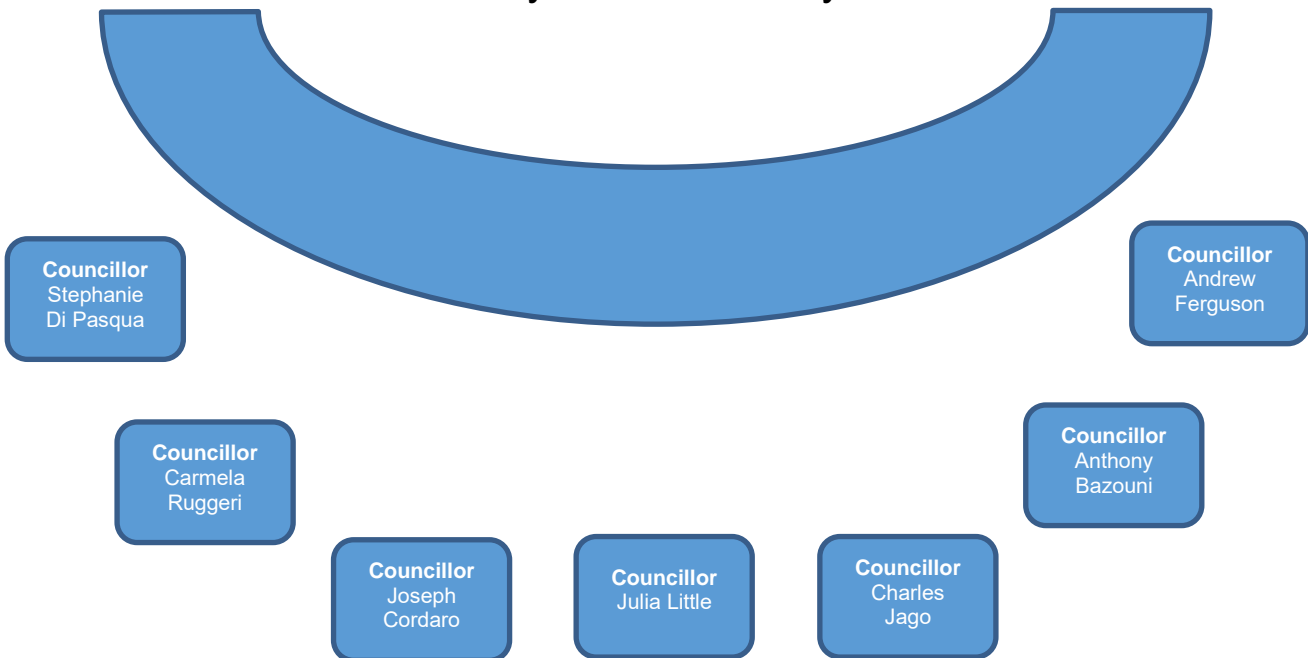 Councillor
Stephanie
Di Pasqua
Councillor
Andrew
Ferguson
Councillor
Carmela
Ruggeri
Councillor
Anthony
Bazouni
Councillor
Joseph
Cordaro
Councillor
Julia Little
Councillor
Charles
Jago